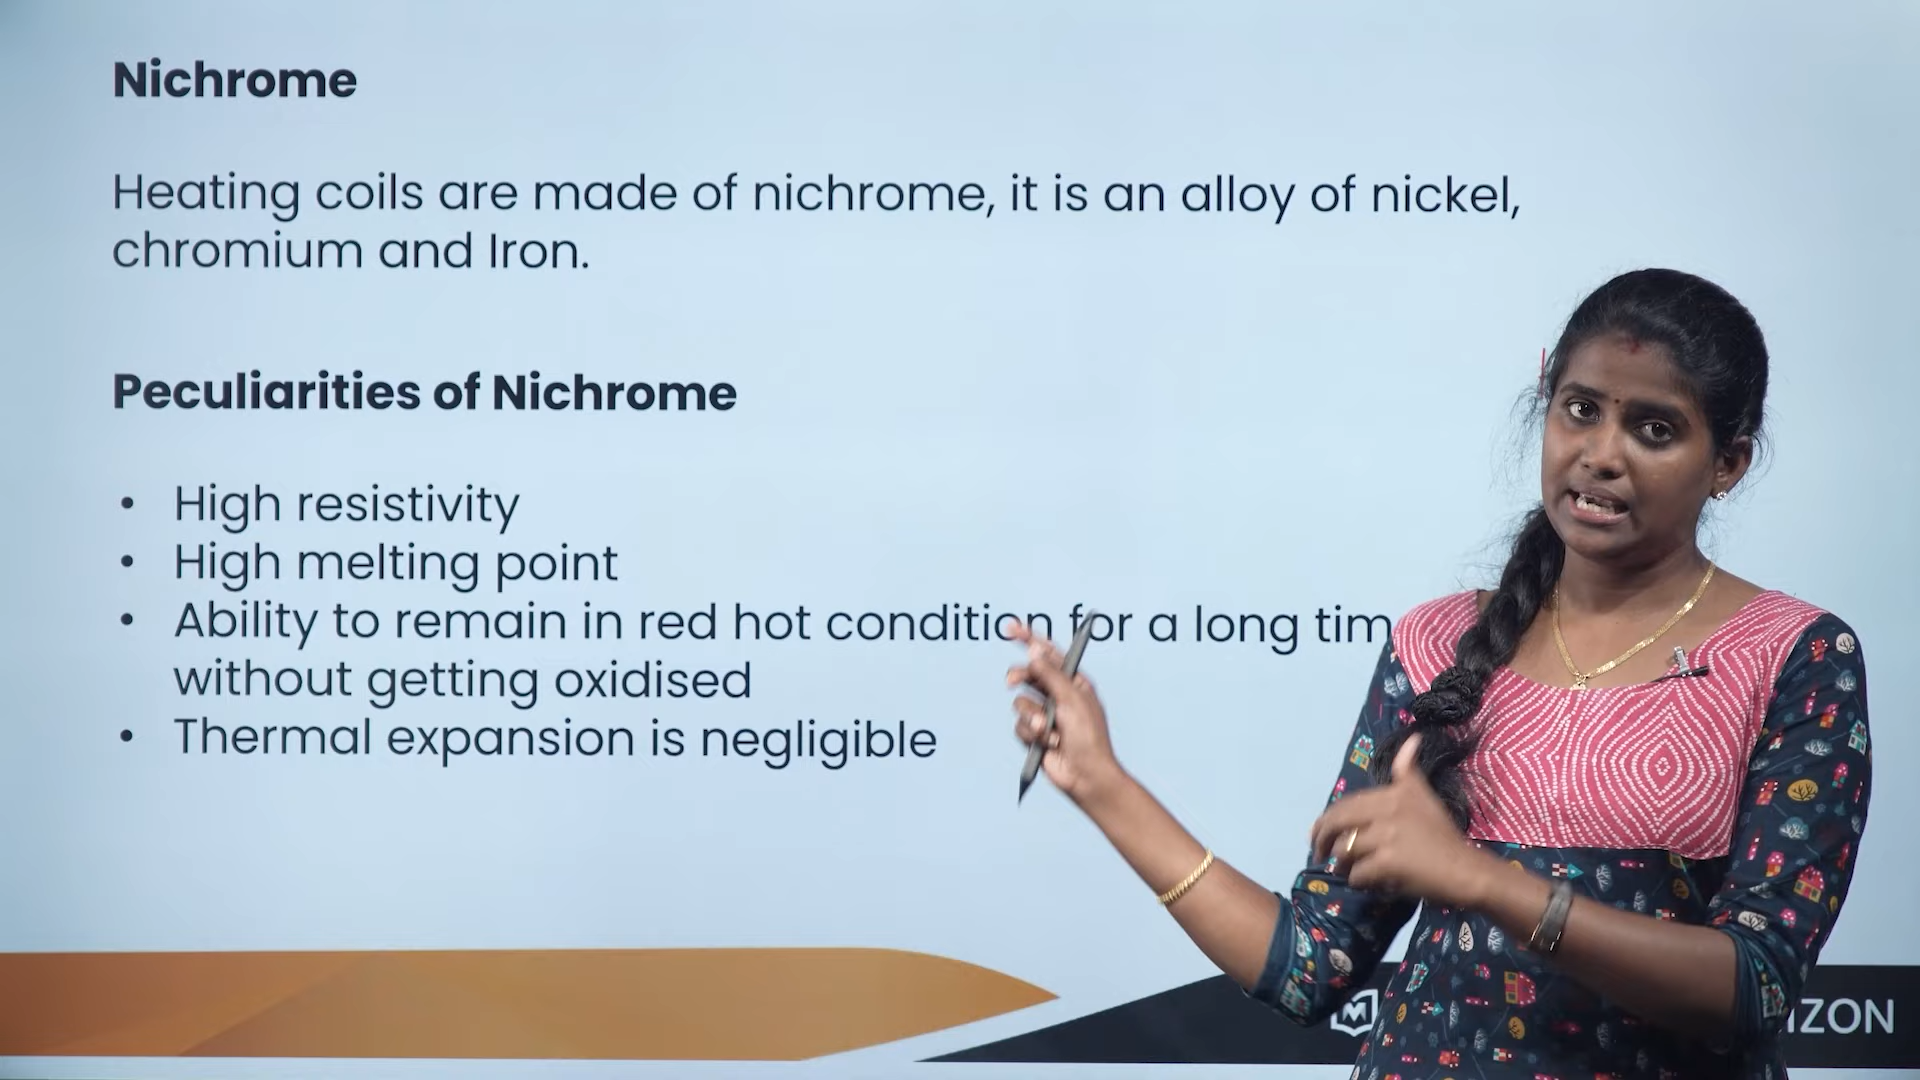 Nichrome
Heating coils are made of nichrome, it is an alloy of nickel,
chromium and Iron.
Peculiarities of Nichrome
• High resistivity
• High melting point
• Ability to remain in red hot condition for a long tim
without getting oxidised
• Thermal expansion is negligible
IZON